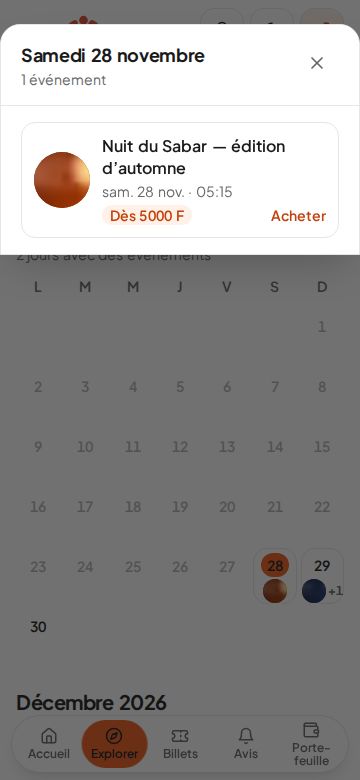 Samedi 28 novembre
1 événement
Nuit du Sabar — édition
d'automne
sam. 28 nov. · 05:15
Dès 5000 F
Acheter
2 jours avec des événements
L M M J V S D
1
2 3 4 5 6 7 8
9 10 11 12 13 14 15
16 17 18 19 20 21 22
23 24 25 26 27 28 29
+1
30
Décembre 2026
Accueil Explorer Billets Avis Porte-
feuille